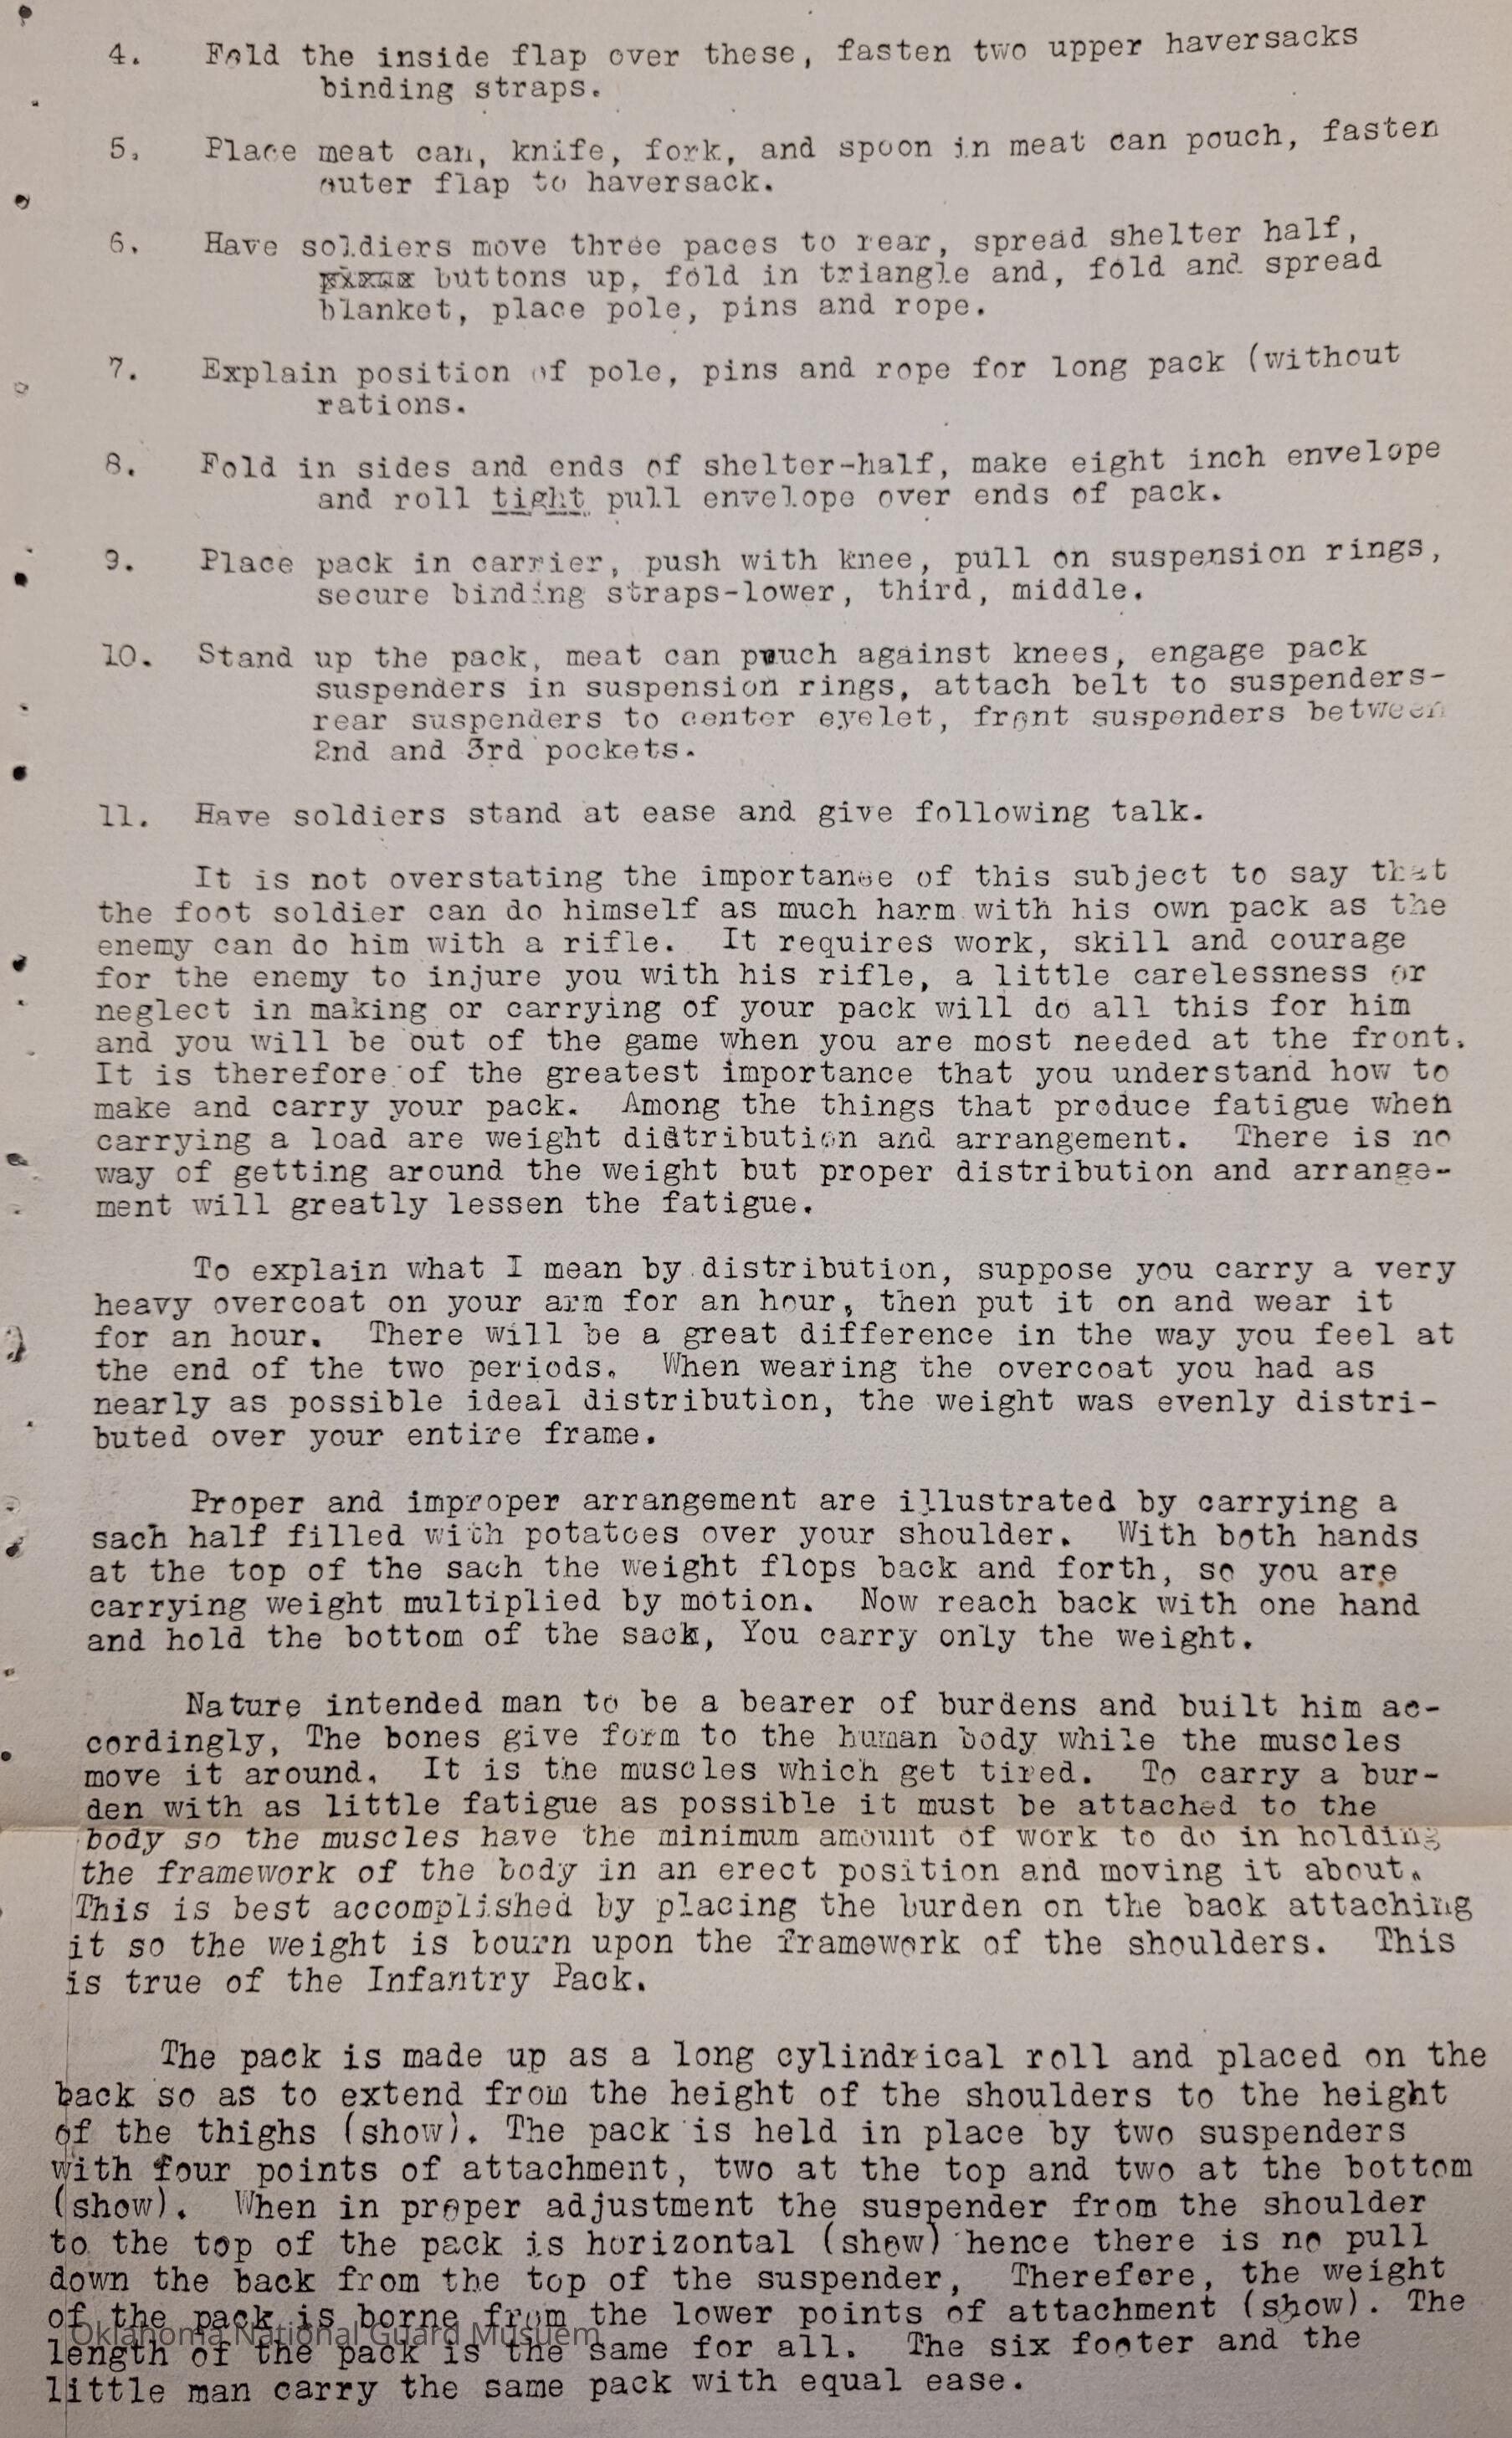 4. Fold the inside flap over these, fasten two upper haversacks
binding straps.
5. Place meat can, knife, fork, and spoon in meat can pouch, fasten
outer flap to haversack.
6. Have soldiers move three paces to rear, spread shelter half,
buttons up, fold in triangle and, fold and spread
blanket, place pole, pins and rope.
7. Explain position of pole, pins and rope for long pack (without
rations.
8. Fold in sides and ends of shelter-half, make eight inch envelope
and roll tight pull envelope over ends of pack.
9. Place pack in carrier, push with knee, pull on suspension rings,
secure binding straps-lower, third, middle.
10. Stand up the pack, meat can pouch against knees, engage pack
suspenders in suspension rings, attach belt to suspenders-
rear suspenders to center eyelet, front suspenders between
2nd and 3rd pockets.
11. Have soldiers stand at ease and give following talk.
It is not overstating the importance of this subject to say that
the foot soldier can do himself as much harm with his own pack as the
enemy can do him with a rifle. It requires work, skill and courage
for the enemy to injure you with his rifle, a little carelessness or
neglect in making or carrying of your pack will do all this for him
and you will be out of the game when you are most needed at the front.
It is therefore of the greatest importance that you understand how to
make and carry your pack. Among the things that produce fatigue when
carrying a load are weight distribution and arrangement. There is no
way of getting around the weight but proper distribution and arrange-
ment will greatly lessen the fatigue.
To explain what I mean by distribution, suppose you carry a very
heavy overcoat on your arm for an hour, then put it on and wear it
for an hour. There will be a great difference in the way you feel at
the end of the two periods. When wearing the overcoat you had as
nearly as possible ideal distribution, the weight was evenly distri-
buted over your entire frame.
Proper and improper arrangement are illustrated by carrying a
sach half filled with potatoes over your shoulder. With both hands
at the top of the sach the weight flops back and forth, so you are
carrying weight multiplied by motion. Now reach back with one hand
and hold the bottom of the sack, You carry only the weight.
Nature intended man to be a bearer of burdens and built him ac-
cordingly, The bones give form to the human body while the muscles
move it around. It is the muscles which get tired. To carry a bur-
den with as little fatigue as possible it must be attached to the
body so the muscles have the minimum amount of work to do in holding
the framework of the body in an erect position and moving it about.
This is best accomplished by placing the burden on the back attaching
it so the weight is bourn upon the framework of the shoulders. This
is true of the Infantry Pack.
The pack is made up as a long cylindrical roll and placed on the
back so as to extend from the height of the shoulders to the height
of the thighs (show). The pack is held in place by two suspenders
with four points of attachment, two at the top and two at the bottom
(show). When in proper adjustment the suspender from the shoulder
to the top of the pack is horizontal (show) hence there is no pull
down the back from the top of the suspender, Therefore, the weight
of the pack is borne from the lower points of attachment (show). The
Oklahoma National Guard Musuem
length of the pack is the same for all. The six footer and the
little man carry the same pack with equal ease.